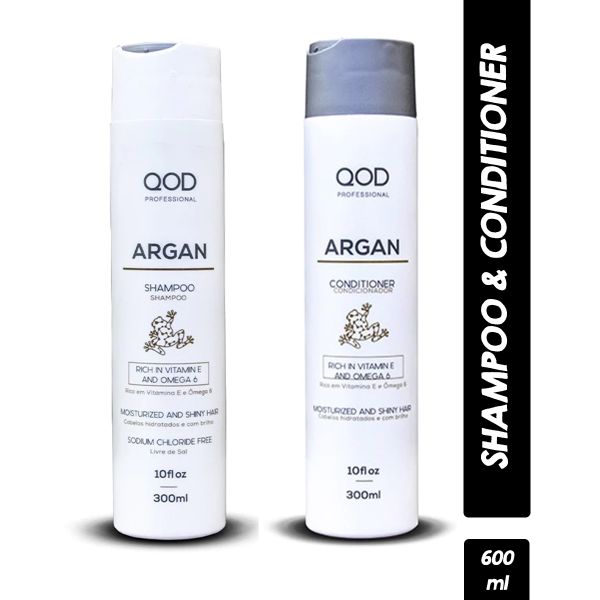 QOD
PROFESSIONAL
ARGAN
SHAMPOO
SHAMPOO
RICH IN VITAMIN E
AND OMEGA 6
Rico em Vitamina E e Ômega 6
MOISTURIZED AND SHINY HAIR
Cabelos hidratados e com brilho
SODIUM CHLORIDE FREE
Livre de Sal
10fl oz
300ml
QOD
PROFESSIONAL
ARGAN
CONDITIONER
CONDICIONADOR
RICH IN VITAMIN E
AND OMEGA 6
Rico em Vitamina E e Ômega 6
MOISTURIZED AND SHINY HAIR
Cabelos hidratados e com brilho
10fl oz
300ml
SHAMPOO & CONDITIONER
600
ml